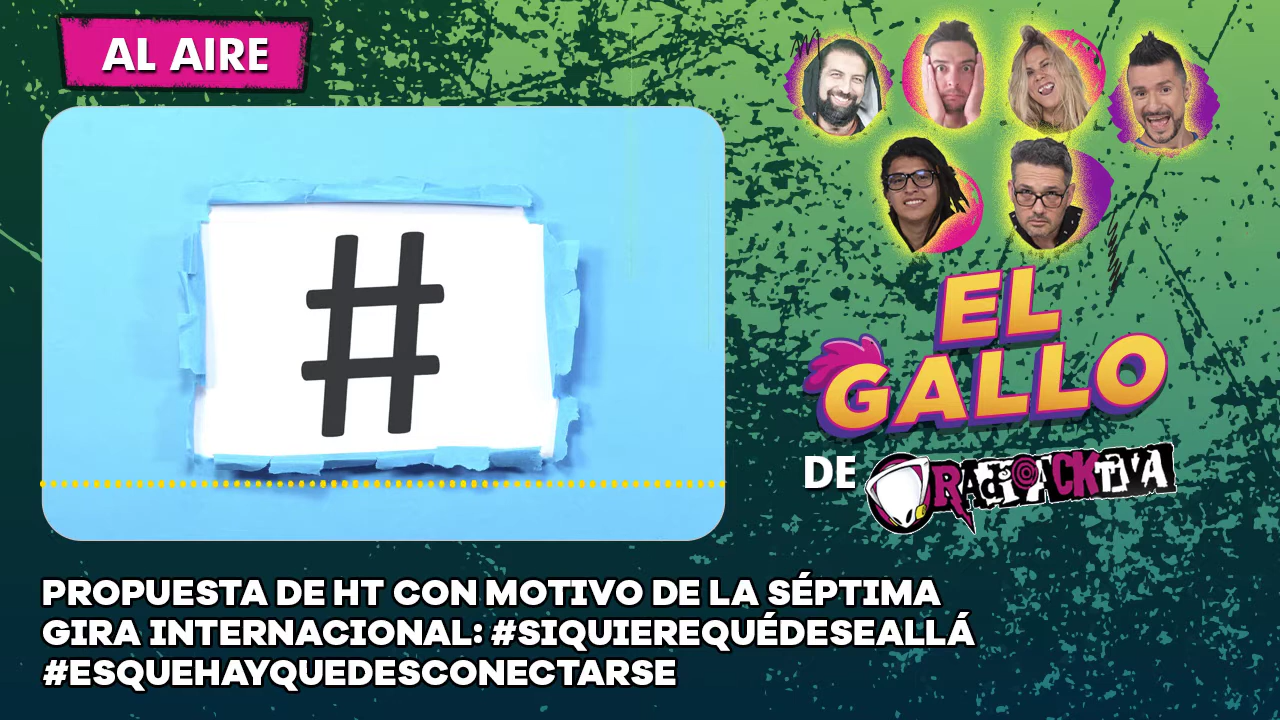 AL AIRE
#
EL
GALLO
DE RADIOACKTIVA
PROPUESTA DE HT CON MOTIVO DE LA SÉPTIMA
GIRA INTERNACIONAL: #SIQUIEREQUÉDESEALLÁ
#ESQUEHAYQUEDESCONECTARSE